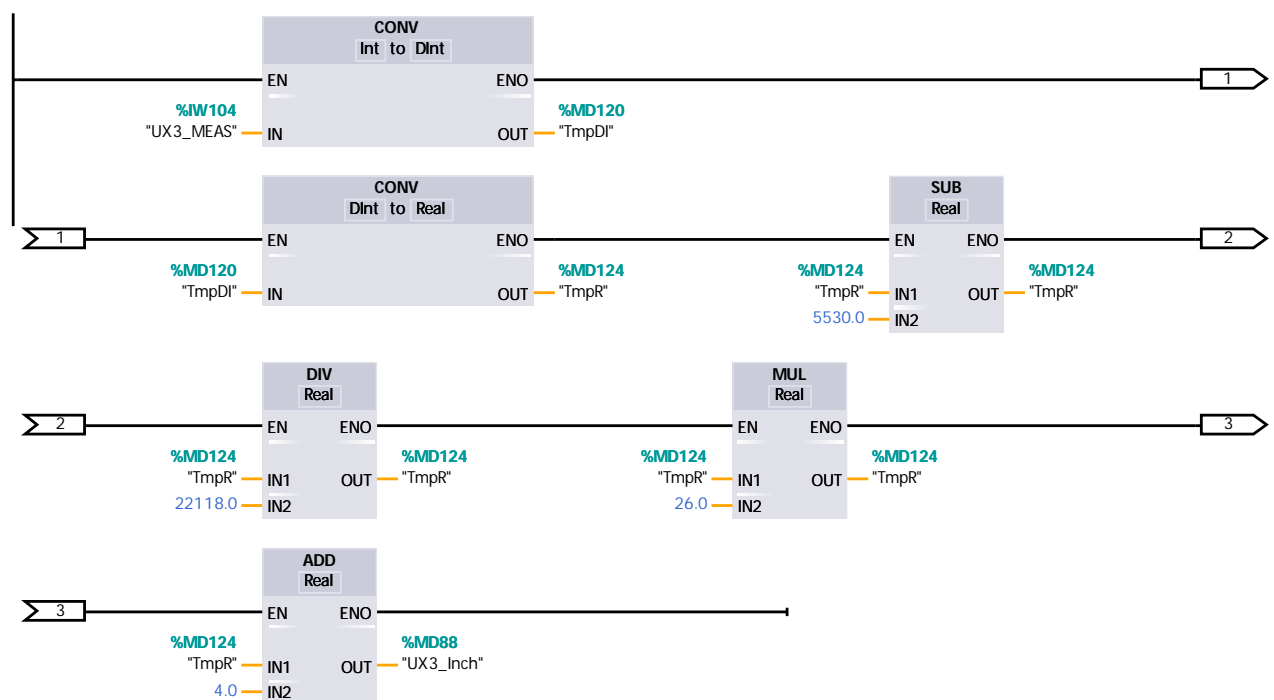 CONV
Int to DInt
EN ENO
1
%IW104 %MD120
"UX3_MEAS" IN OUT "TmpDI"
CONV SUB
DInt to Real Real
1 EN ENO EN ENO 2
%MD120 %MD124 %MD124 %MD124
"TmpDI" IN OUT "TmpR" "TmpR" IN1 OUT "TmpR"
5530.0 IN2
DIV MUL
Real Real
2 EN ENO EN ENO 3
%MD124 %MD124 %MD124 %MD124
"TmpR" IN1 OUT "TmpR" "TmpR" IN1 OUT "TmpR"
22118.0 IN2 26.0 IN2
ADD
Real
3 EN ENO
%MD124 %MD88
"TmpR" IN1 OUT "UX3_Inch"
4.0 IN2